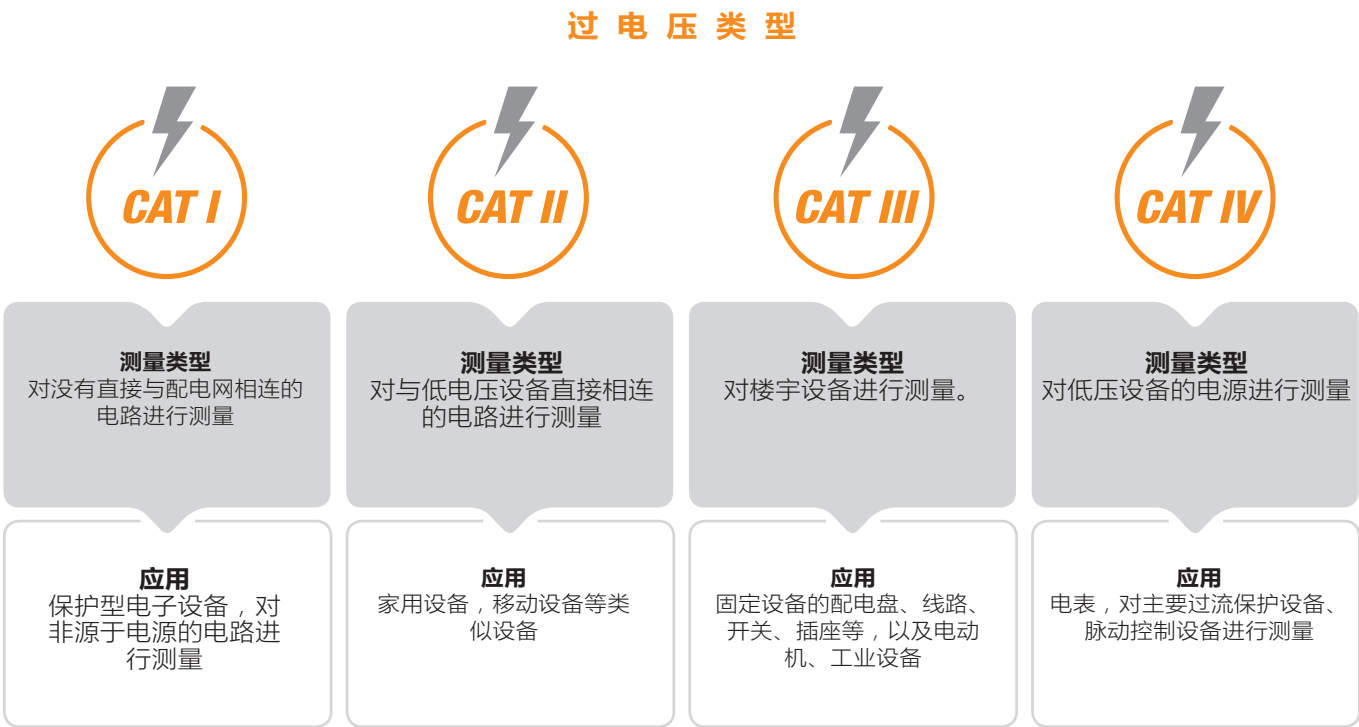 过电压类型
CAT I
CAT II
CAT III
CAT IV
测量类型
对没有直接与配电网相连的
电路进行测量
测量类型
对与低电压设备直接相连
的电路进行测量
测量类型
对楼宇设备进行测量。
测量类型
对低压设备的电源进行测量
应用
保护型电子设备，对
非源于电源的电路进
行测量
应用
家用设备，移动设备等类
似设备
应用
固定设备的配电盘、线路、
开关、插座等，以及电动
机、工业设备
应用
电表，对主要过流保护设备、
脉动控制设备进行测量